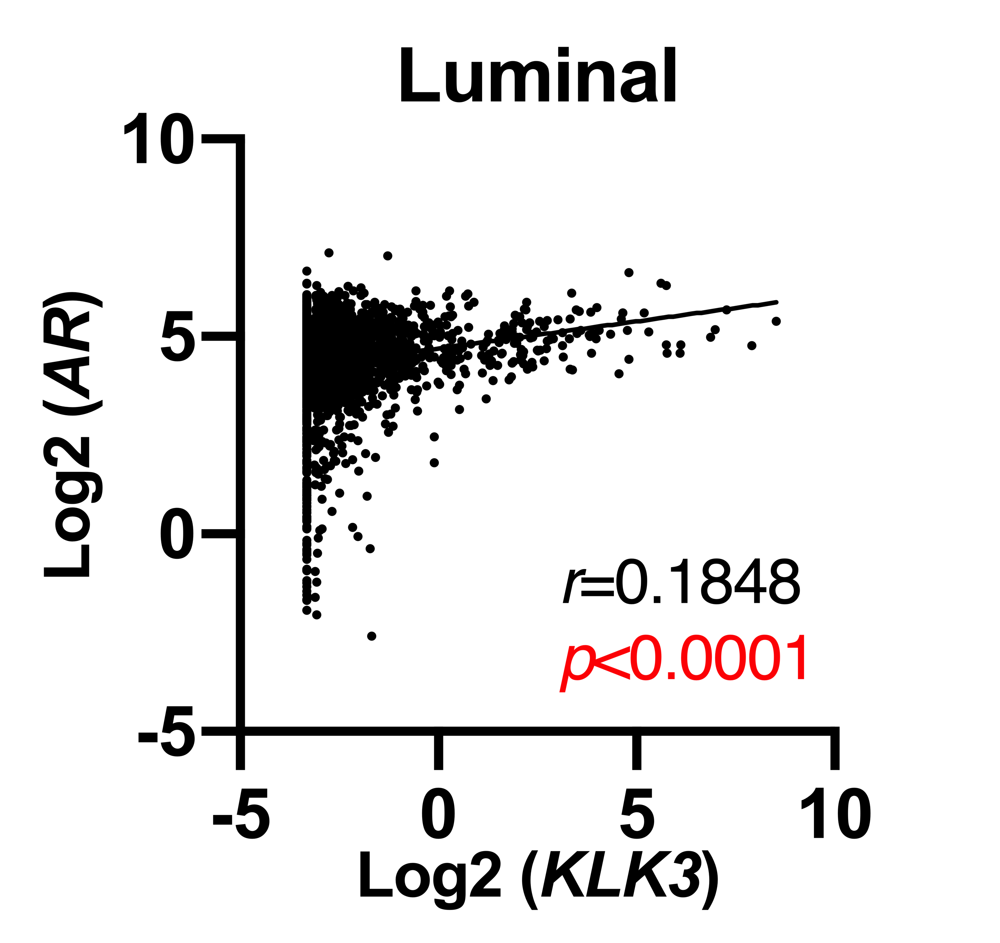 Luminal
10
5
0
-5
Log2 (AR)
r=0.1848
p<0.0001
-5 0 5 10
Log2 (KLK3)